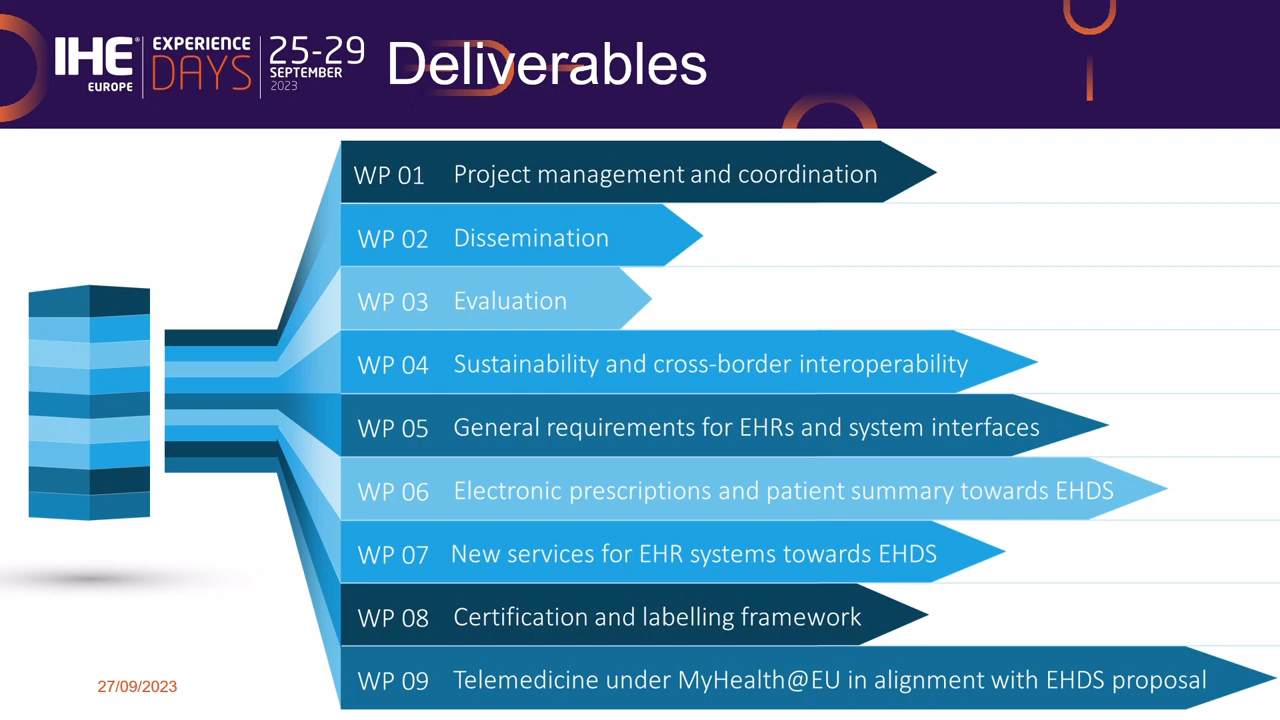 IHE®
EUROPE
EXPERIENCE
DAYS
25-29
SEPTEMBER
2023
Deliverables
WP 01 Project management and coordination
WP 02 Dissemination
WP 03 Evaluation
WP 04 Sustainability and cross-border interoperability
WP 05 General requirements for EHRs and system interfaces
WP 06 Electronic prescriptions and patient summary towards EHDS
WP 07 New services for EHR systems towards EHDS
WP 08 Certification and labelling framework
WP 09 Telemedicine under MyHealth@EU in alignment with EHDS proposal
27/09/2023